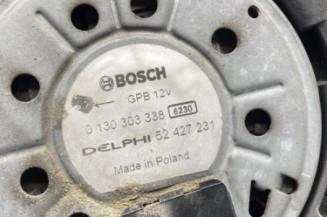 BOSCH
GPB 12V
0 130 303 338 6230
DELPHI 52 427 231
Made in Poland